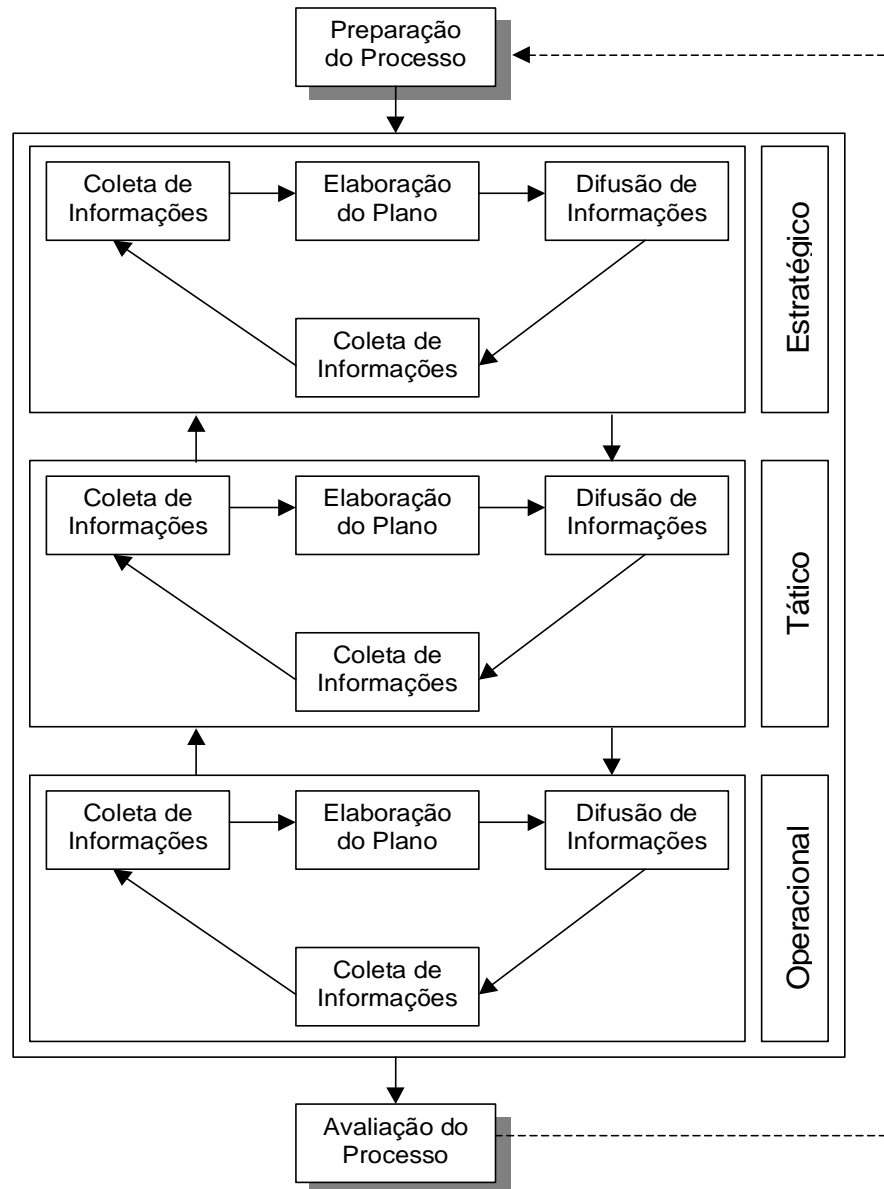 Preparação
do Processo
Coleta de
Informações
Elaboração
do Plano
Difusão de
Informações
Coleta de
Informações
Estratégico
Coleta de
Informações
Elaboração
do Plano
Difusão de
Informações
Coleta de
Informações
Tático
Coleta de
Informações
Elaboração
do Plano
Difusão de
Informações
Coleta de
Informações
Operacional
Avaliação do
Processo